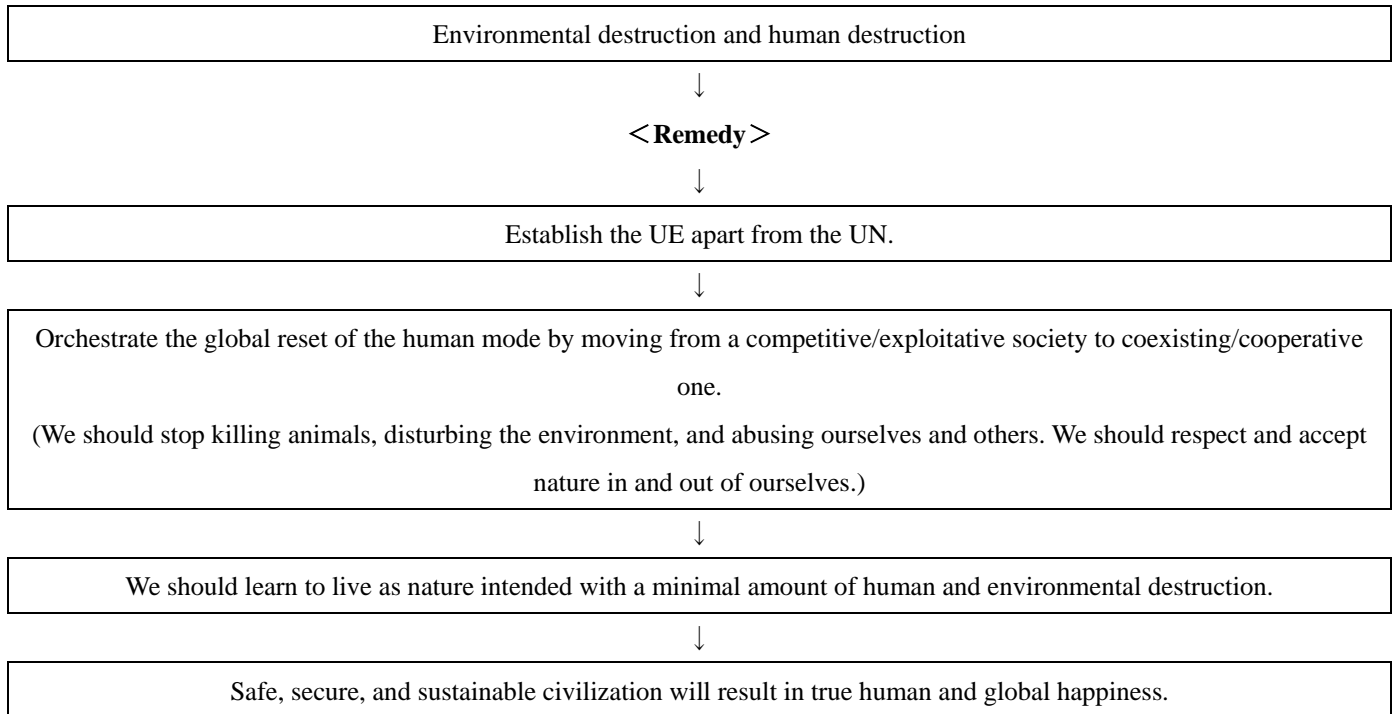 Environmental destruction and human destruction
↓
＜Remedy＞
↓
Establish the UE apart from the UN.
↓
Orchestrate the global reset of the human mode by moving from a competitive/exploitative society to coexisting/cooperative
one.
(We should stop killing animals, disturbing the environment, and abusing ourselves and others. We should respect and accept
nature in and out of ourselves.)
↓
We should learn to live as nature intended with a minimal amount of human and environmental destruction.
↓
Safe, secure, and sustainable civilization will result in true human and global happiness.